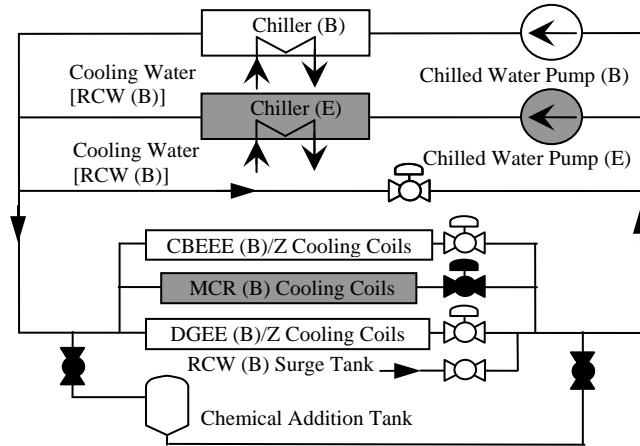 Chiller (B)
Cooling Water
[RCW (B)]
Chilled Water Pump (B)
Chiller (E)
Cooling Water
[RCW (B)]
Chilled Water Pump (E)
CBEEE (B)/Z Cooling Coils
MCR (B) Cooling Coils
DGEE (B)/Z Cooling Coils
RCW (B) Surge Tank
Chemical Addition Tank